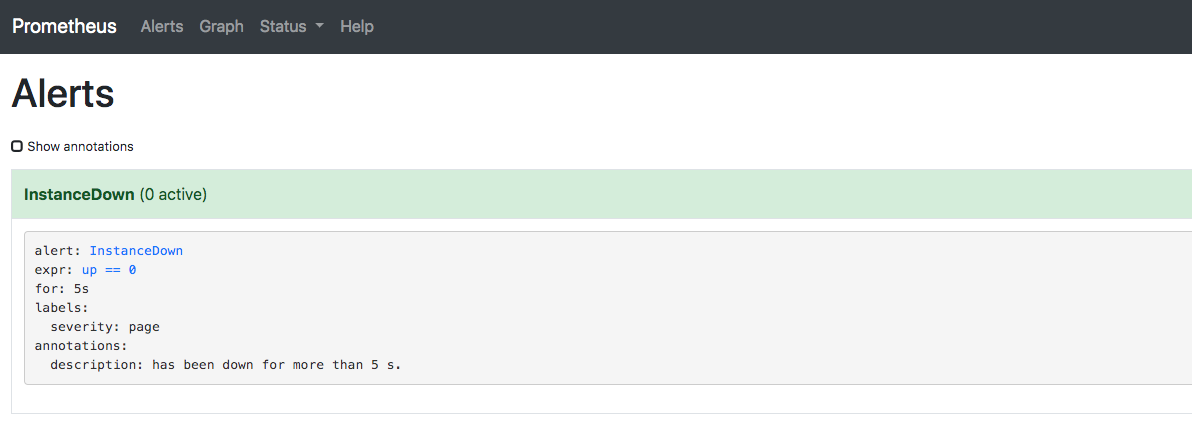 Prometheus Alerts Graph Status Help
Alerts
Show annotations
InstanceDown (0 active)
alert: InstanceDown
expr: up == 0
for: 5s
labels:
  severity: page
annotations:
  description: has been down for more than 5 s.